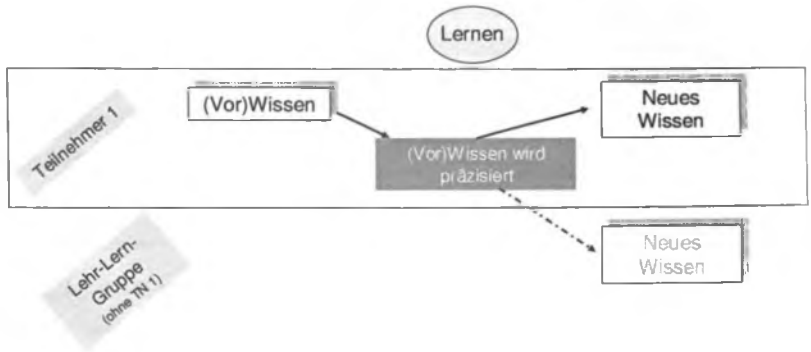 Lernen
Teilnehmer 1
(Vor)Wissen
Neues
Wissen
(Vor)Wissen wird
präzisiert
Lehr-Lern-
Gruppe
(ohne TN 1)
Neues
Wissen